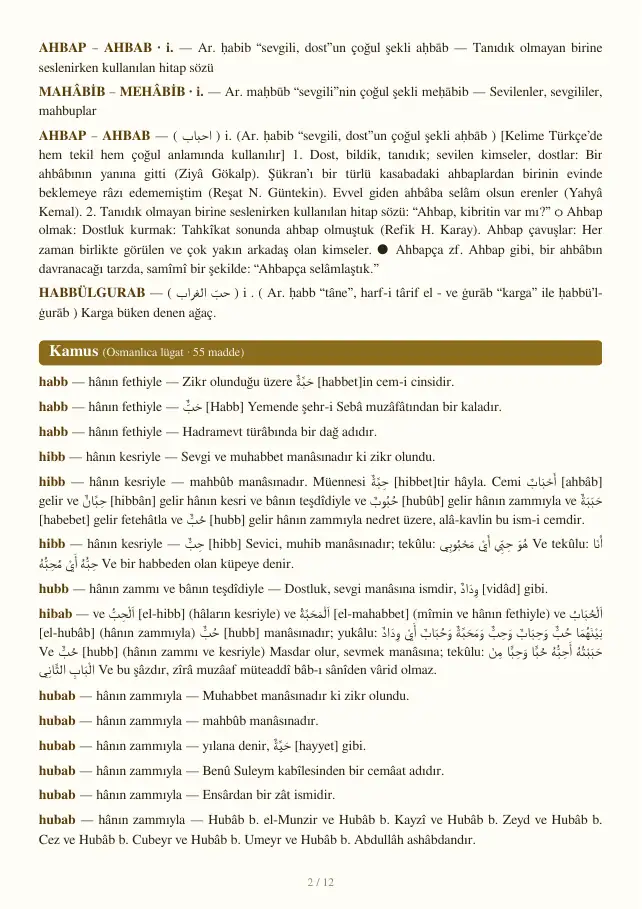 AHBAP – AHBAB · i. — Ar. ḥabib “sevgili, dost”un çoğul şekli aḥbāb — Tanıdık olmayan birine
seslenirken kullanılan hitap sözü
MAHÂBİB – MEHÂBİB · i. — Ar. maḥbūb “sevgili”nin çoğul şekli meḥābib — Sevilenler, sevgililer,
mahbuplar
AHBAP – AHBAB — ( احباب ) i. (Ar. ḥabib “sevgili, dost”un çoğul şekli aḥbāb ) [Kelime Türkçe’de
hem tekil hem çoğul anlamında kullanılır] 1. Dost, bildik, tanıdık; sevilen kimseler, dostlar: Bir
ahbâbının yanına gitti (Ziyâ Gökalp). Şükran’ı bir türlü kasabadaki ahbaplardan birinin evinde
beklemeye râzı edememiştim (Reşat N. Güntekin). Evvel giden ahbâba selâm olsun erenler (Yahyâ
Kemal). 2. Tanıdık olmayan birine seslenirken kullanılan hitap sözü: “Ahbap, kibritin var mı?” ο Ahbap
olmak: Dostluk kurmak: Tahkîkat sonunda ahbap olmuştuk (Refik H. Karay). Ahbap çavuşlar: Her
zaman birlikte görülen ve çok yakın arkadaş olan kimseler. ● Ahbapça zf. Ahbap gibi, bir ahbâbın
davranacağı tarzda, samîmî bir şekilde: “Ahbapça selâmlaştık.”
HABBÜLGURAB — ( حبّ الغراب ) i . ( Ar. ḥabb “tâne”, harf-i târif el - ve ġurāb “karga” ile ḥabbü’l-
ġurāb ) Karga büken denen ağaç.
Kamus (Osmanlıca lügat · 55 madde)
habb — hânın fethiyle — Zikr olunduğu üzere حَبَّةٌ [habbet]in cem-i cinsidir.
habb — hânın fethiyle — حَبٌّ [Habb] Yemende şehr-i Sebâ muzâfâtından bir kaladır.
habb — hânın fethiyle — Hadramevt türâbında bir dağ adıdır.
hibb — hânın kesriyle — Sevgi ve muhabbet manâsınadır ki zikr olundu.
hibb — hânın kesriyle — mahbûb manâsınadır. Müennesi حِبَّةٌ [hibbet]tir hâyla. Cemi أَحْبَابٌ [ahbâb]
gelir ve حِبَّانٌ [hibbân] gelir hânın kesri ve bânın teşdîdiyle ve حُبُوبٌ [hubûb] gelir hânın zammıyla ve حَبَبَةٌ
[habebet] gelir fetehâtla ve حُبٌّ [hubb] gelir hânın zammıyla nedret üzere, alâ-kavlin bu ism-i cemdir.
hibb — hânın kesriyle — حِبٌّ [hibb] Sevici, muhib manâsınadır; tekûlu: هُوَ حِبِّي أَيْ مَحْبُوبِي Ve tekûlu: أَنَا
حِبُّهُ أَيْ مُحِبُّهُ Ve bir habbeden olan küpeye denir.
hubb — hânın zammı ve bânın teşdîdiyle — Dostluk, sevgi manâsına ismdir, وِدَادٌ [vidâd] gibi.
hibab — ve اَلْحِبُّ [el-hibb] (hâların kesriyle) ve اَلْمَحَبَّةُ [el-mahabbet] (mîmin ve hânın fethiyle) ve اَلْحُبَابُ
[el-hubâb] (hânın zammıyla) حُبٌّ [hubb] manâsınadır; yukâlu: بَيْنَهُمَا حُبٌّ وَحِبَابٌ وَحِبٌّ وَمَحَبَّةٌ وَحُبَابٌ أَيْ وِدَادٌ
Ve حُبٌّ [hubb] (hânın zammı ve kesriyle) Masdar olur, sevmek manâsına; tekûlu: حَبَبْتُهُ أَحِبُّهُ حُبًّا وَحِبًّا مِنَ
الْبَابِ الثَّانِي Ve bu şâzdır, zîrâ muzâaf müteaddî bâb-ı sânîden vârid olmaz.
hubab — hânın zammıyla — Muhabbet manâsınadır ki zikr olundu.
hubab — hânın zammıyla — mahbûb manâsınadır.
hubab — hânın zammıyla — yılana denir, حَيَّةٌ [hayyet] gibi.
hubab — hânın zammıyla — Benû Suleym kabîlesinden bir cemâat adıdır.
hubab — hânın zammıyla — Ensârdan bir zât ismidir.
hubab — hânın zammıyla — Hubâb b. el-Munzir ve Hubâb b. Kayzî ve Hubâb b. Zeyd ve Hubâb b.
Cez ve Hubâb b. Cubeyr ve Hubâb b. Umeyr ve Hubâb b. Abdullâh ashâbdandır.
2 / 12